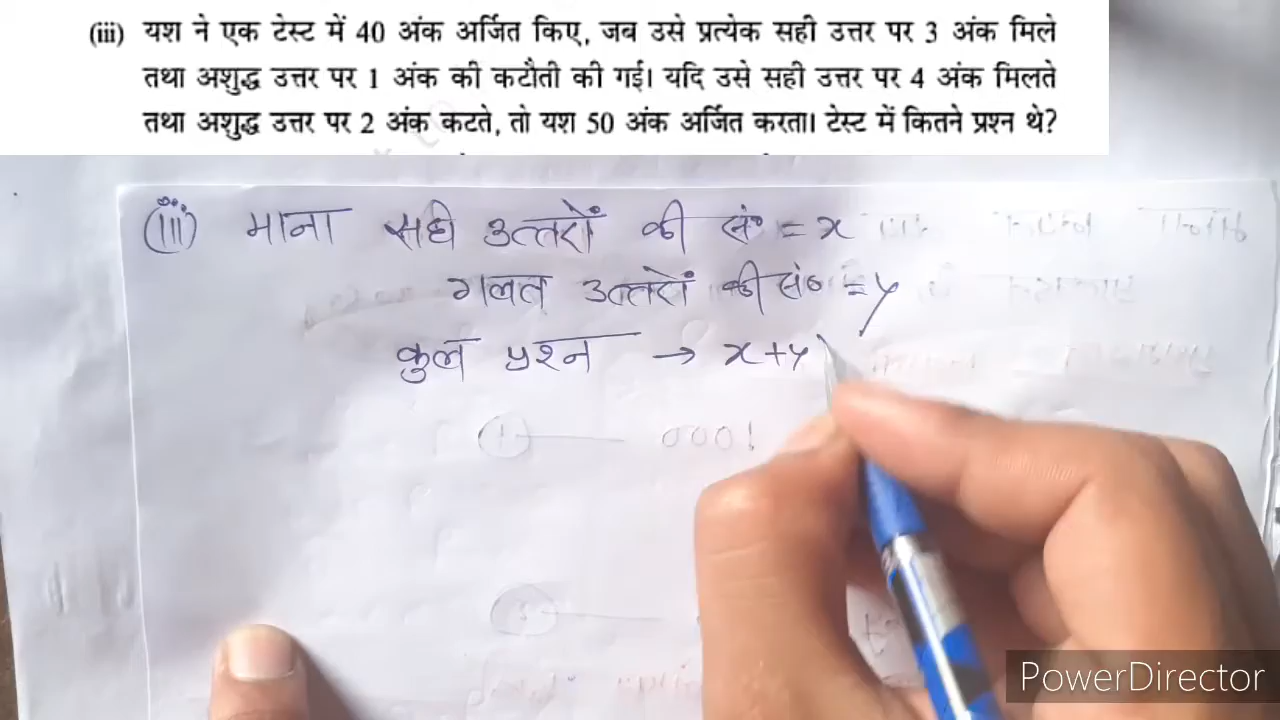 (iii) यश ने एक टेस्ट में 40 अंक अर्जित किए, जब उसे प्रत्येक सही उत्तर पर 3 अंक मिले
तथा अशुद्ध उत्तर पर 1 अंक की कटौती की गई। यदि उसे सही उत्तर पर 4 अंक मिलते
तथा अशुद्ध उत्तर पर 2 अंक कटते, तो यश 50 अंक अर्जित करता। टेस्ट में कितने प्रश्न थे?
(iii) माना सही उत्तरों की सं॰ = x
गलत उत्तरों की सं॰ = y
कुल प्रश्न → x+y
PowerDirector